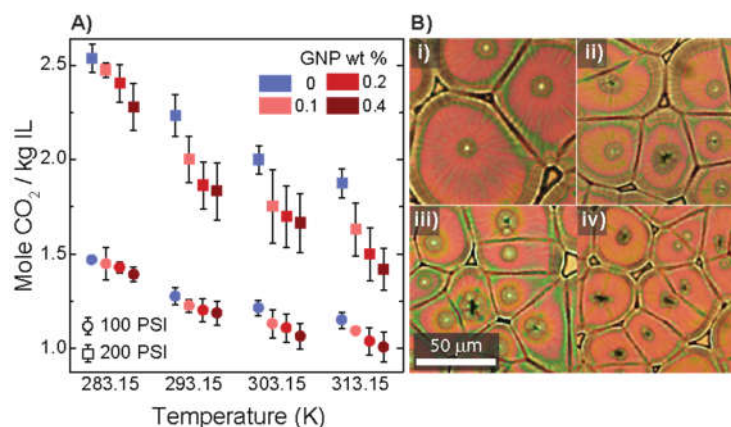 A)
GNP wt %
0
0.2
0.1
0.4
Mole CO₂ / kg IL
2.5
2.0
1.5
1.0
100 PSI
200 PSI
283.15
293.15
303.15
313.15
Temperature (K)
B)
i)
ii)
iii)
iv)
50 μm